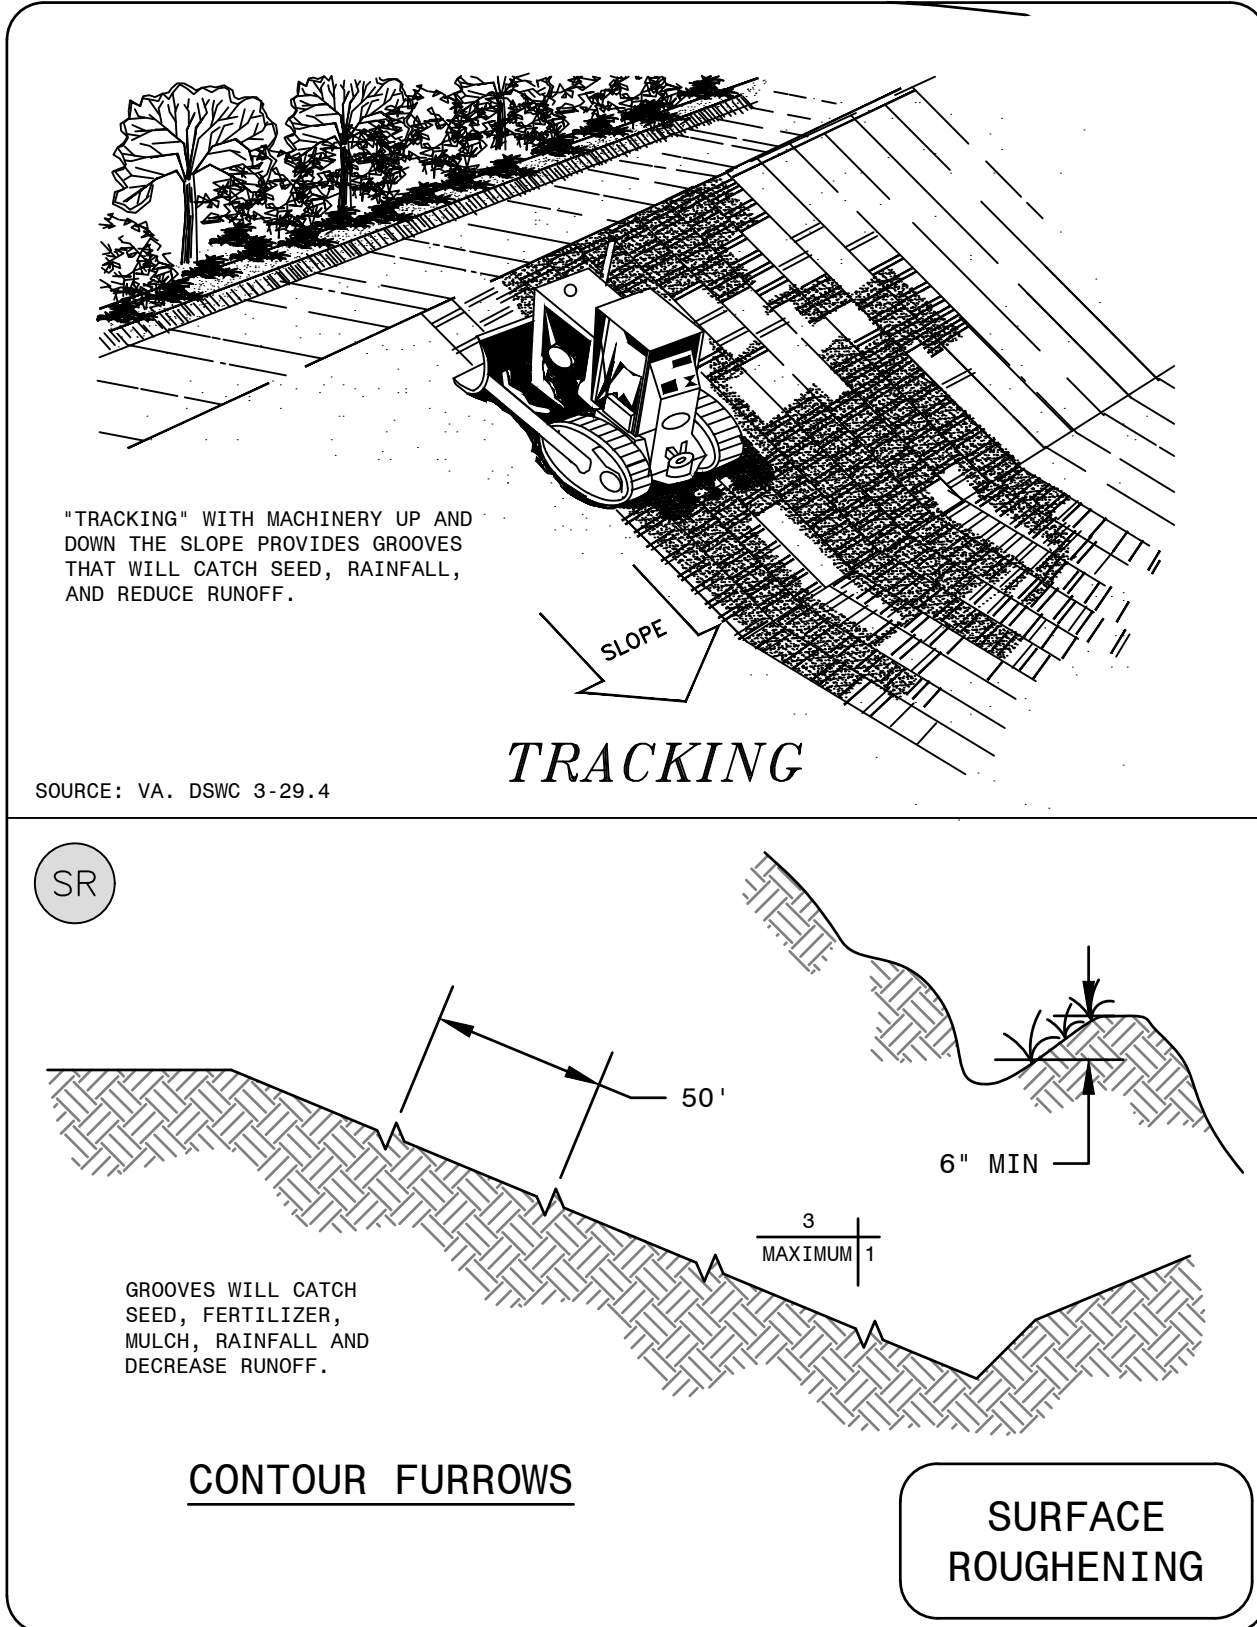 "TRACKING" WITH MACHINERY UP AND
DOWN THE SLOPE PROVIDES GROOVES
THAT WILL CATCH SEED, RAINFALL,
AND REDUCE RUNOFF.
SLOPE
TRACKING
SOURCE: VA. DSWC 3-29.4
SR
50'
6" MIN
3
MAXIMUM 1
GROOVES WILL CATCH
SEED, FERTILIZER,
MULCH, RAINFALL AND
DECREASE RUNOFF.
CONTOUR FURROWS
SURFACE
ROUGHENING